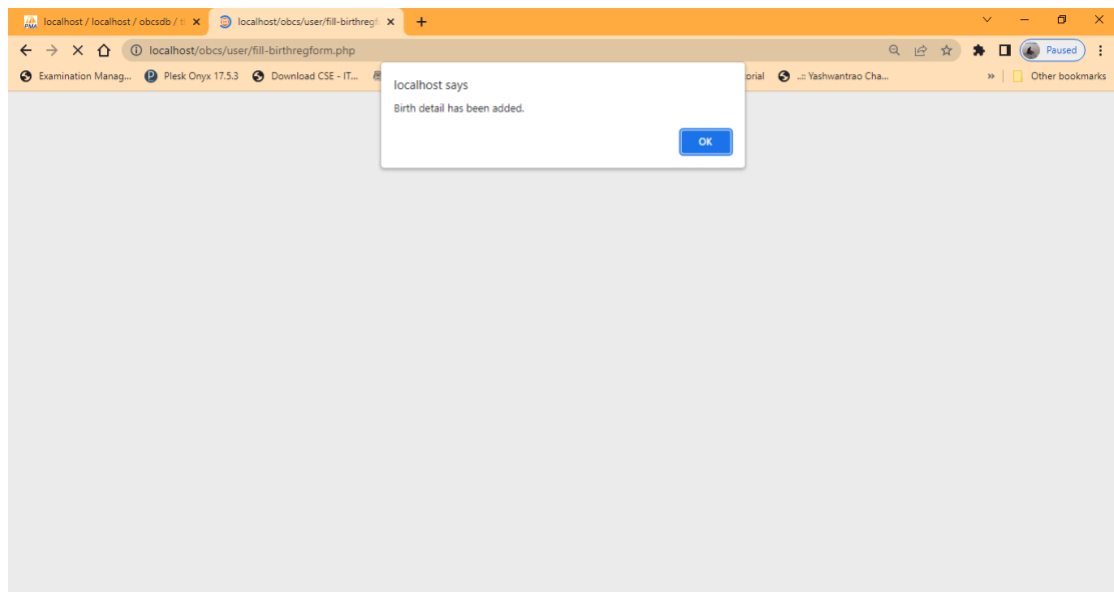 localhost / localhost / obcsdb / t
localhost/obcs/user/fill-birthreg
localhost/obcs/user/fill-birthregform.php
Paused
Examination Manag...
Plesk Onyx 17.5.3
Download CSE - IT...
orial
..:: Yashwantrao Cha...
»
Other bookmarks
localhost says
Birth detail has been added.
OK